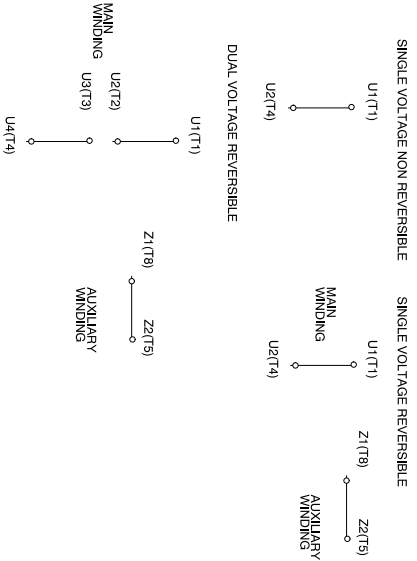 SINGLE VOLTAGE NON REVERSIBLE
U1(T1)
U2(T4)
SINGLE VOLTAGE REVERSIBLE
U1(T1)
MAIN
WINDING
U2(T4)
Z1(T8)
Z2(T5)
AUXILIARY
WINDING
DUAL VOLTAGE REVERSIBLE
U1(T1)
MAIN
WINDING
U2(T2)
U3(T3)
U4(T4)
Z1(T8)
Z2(T5)
AUXILIARY
WINDING